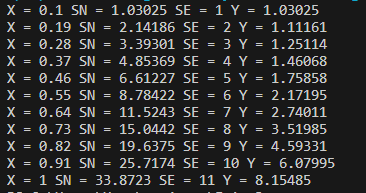 X = 0.1 SN = 1.03025 SE = 1 Y = 1.03025
X = 0.19 SN = 2.14186 SE = 2 Y = 1.11161
X = 0.28 SN = 3.39301 SE = 3 Y = 1.25114
X = 0.37 SN = 4.85369 SE = 4 Y = 1.46068
X = 0.46 SN = 6.61227 SE = 5 Y = 1.75858
X = 0.55 SN = 8.78422 SE = 6 Y = 2.17195
X = 0.64 SN = 11.5243 SE = 7 Y = 2.74011
X = 0.73 SN = 15.0442 SE = 8 Y = 3.51985
X = 0.82 SN = 19.6375 SE = 9 Y = 4.59331
X = 0.91 SN = 25.7174 SE = 10 Y = 6.07995
X = 1 SN = 33.8723 SE = 11 Y = 8.15485